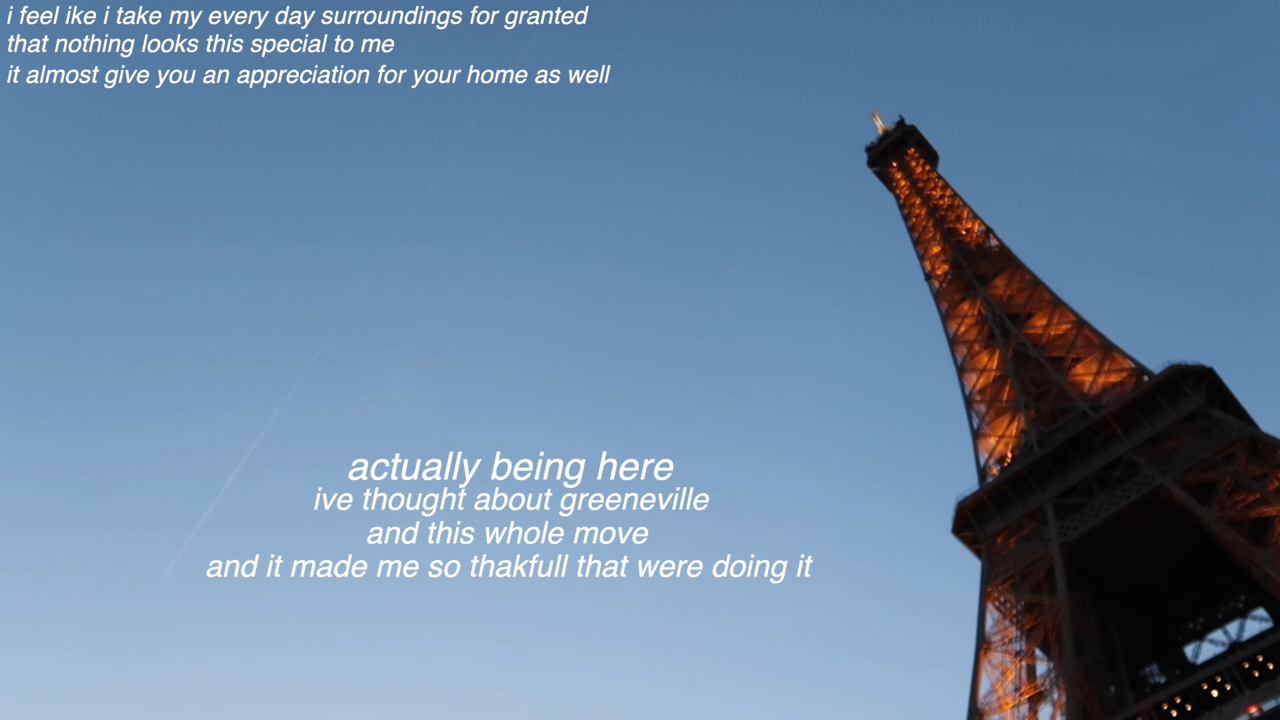 i feel ike i take my every day surroundings for granted
that nothing looks this special to me
it almost give you an appreciation for your home as well
actually being here
ive thought about greeneville
and this whole move
and it made me so thakfull that were doing it